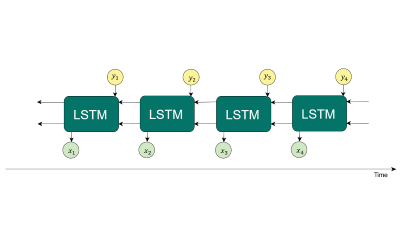 y₁ y₂ y₃ y₄
LSTM LSTM LSTM LSTM
x₁ x₂ x₃ x₄
Time